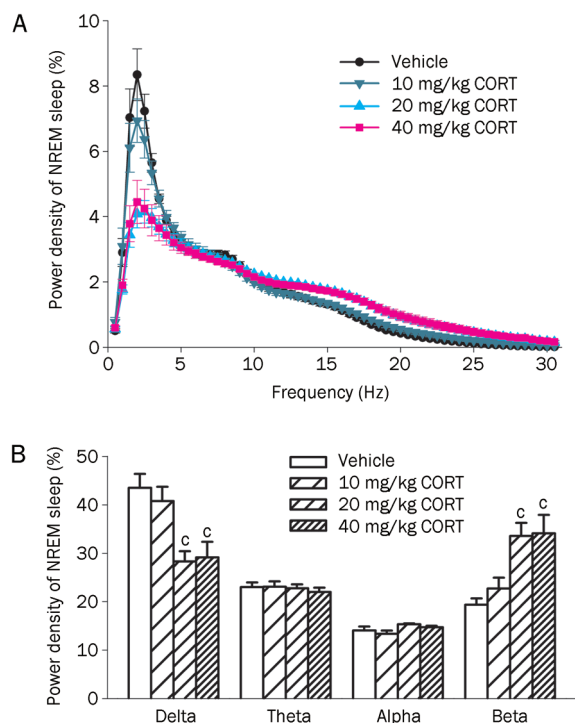 A
10
8
6
4
2
0
Power density of NREM sleep (%)
Vehicle
10 mg/kg CORT
20 mg/kg CORT
40 mg/kg CORT
0 5 10 15 20 25 30
Frequency (Hz)
B
50
40
30
20
10
0
Power density of NREM sleep (%)
Vehicle
10 mg/kg CORT
20 mg/kg CORT
40 mg/kg CORT
c c
c c
Delta Theta Alpha Beta